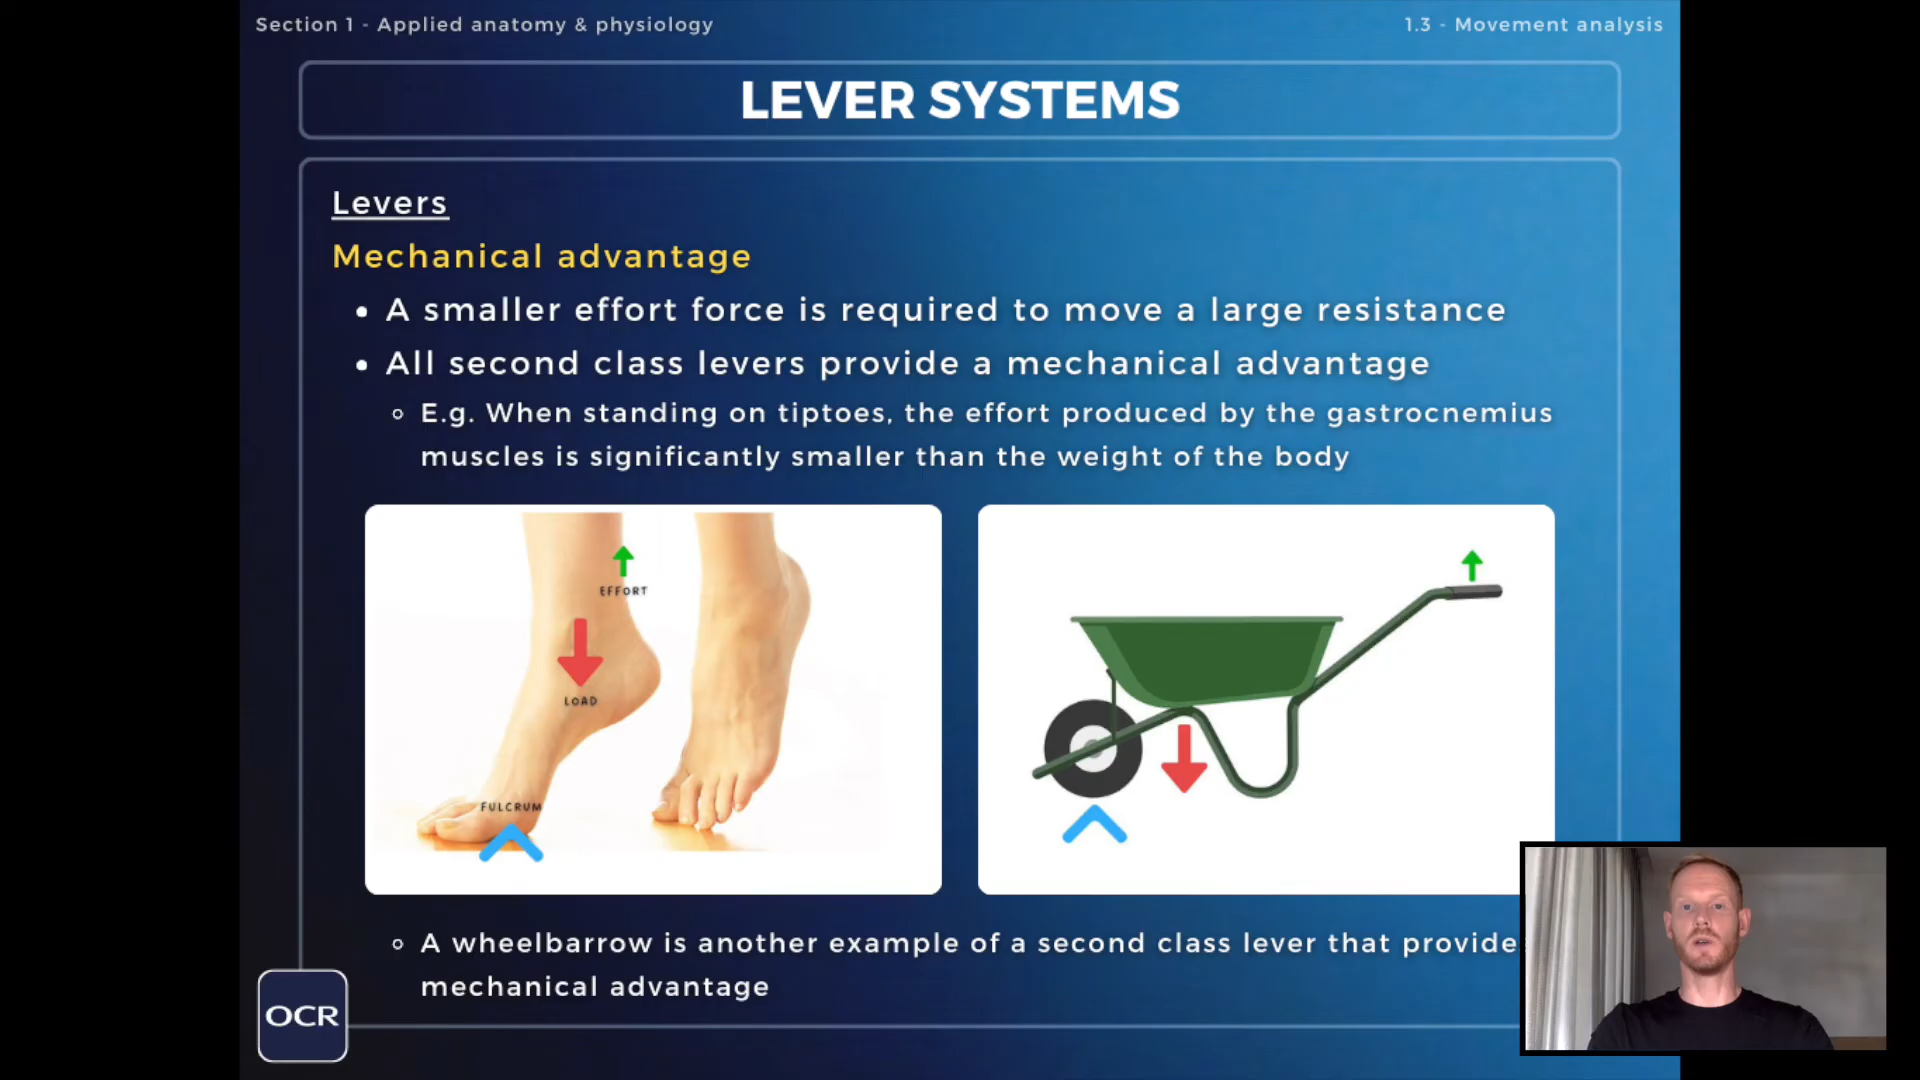 Section 1 - Applied anatomy & physiology
1.3 - Movement analysis
LEVER SYSTEMS
Levers
Mechanical advantage
• A smaller effort force is required to move a large resistance
• All second class levers provide a mechanical advantage
E.g. When standing on tiptoes, the effort produced by the gastrocnemius
muscles is significantly smaller than the weight of the body
EFFORT
LOAD
FULCRUM
A wheelbarrow is another example of a second class lever that provide
mechanical advantage
OCR